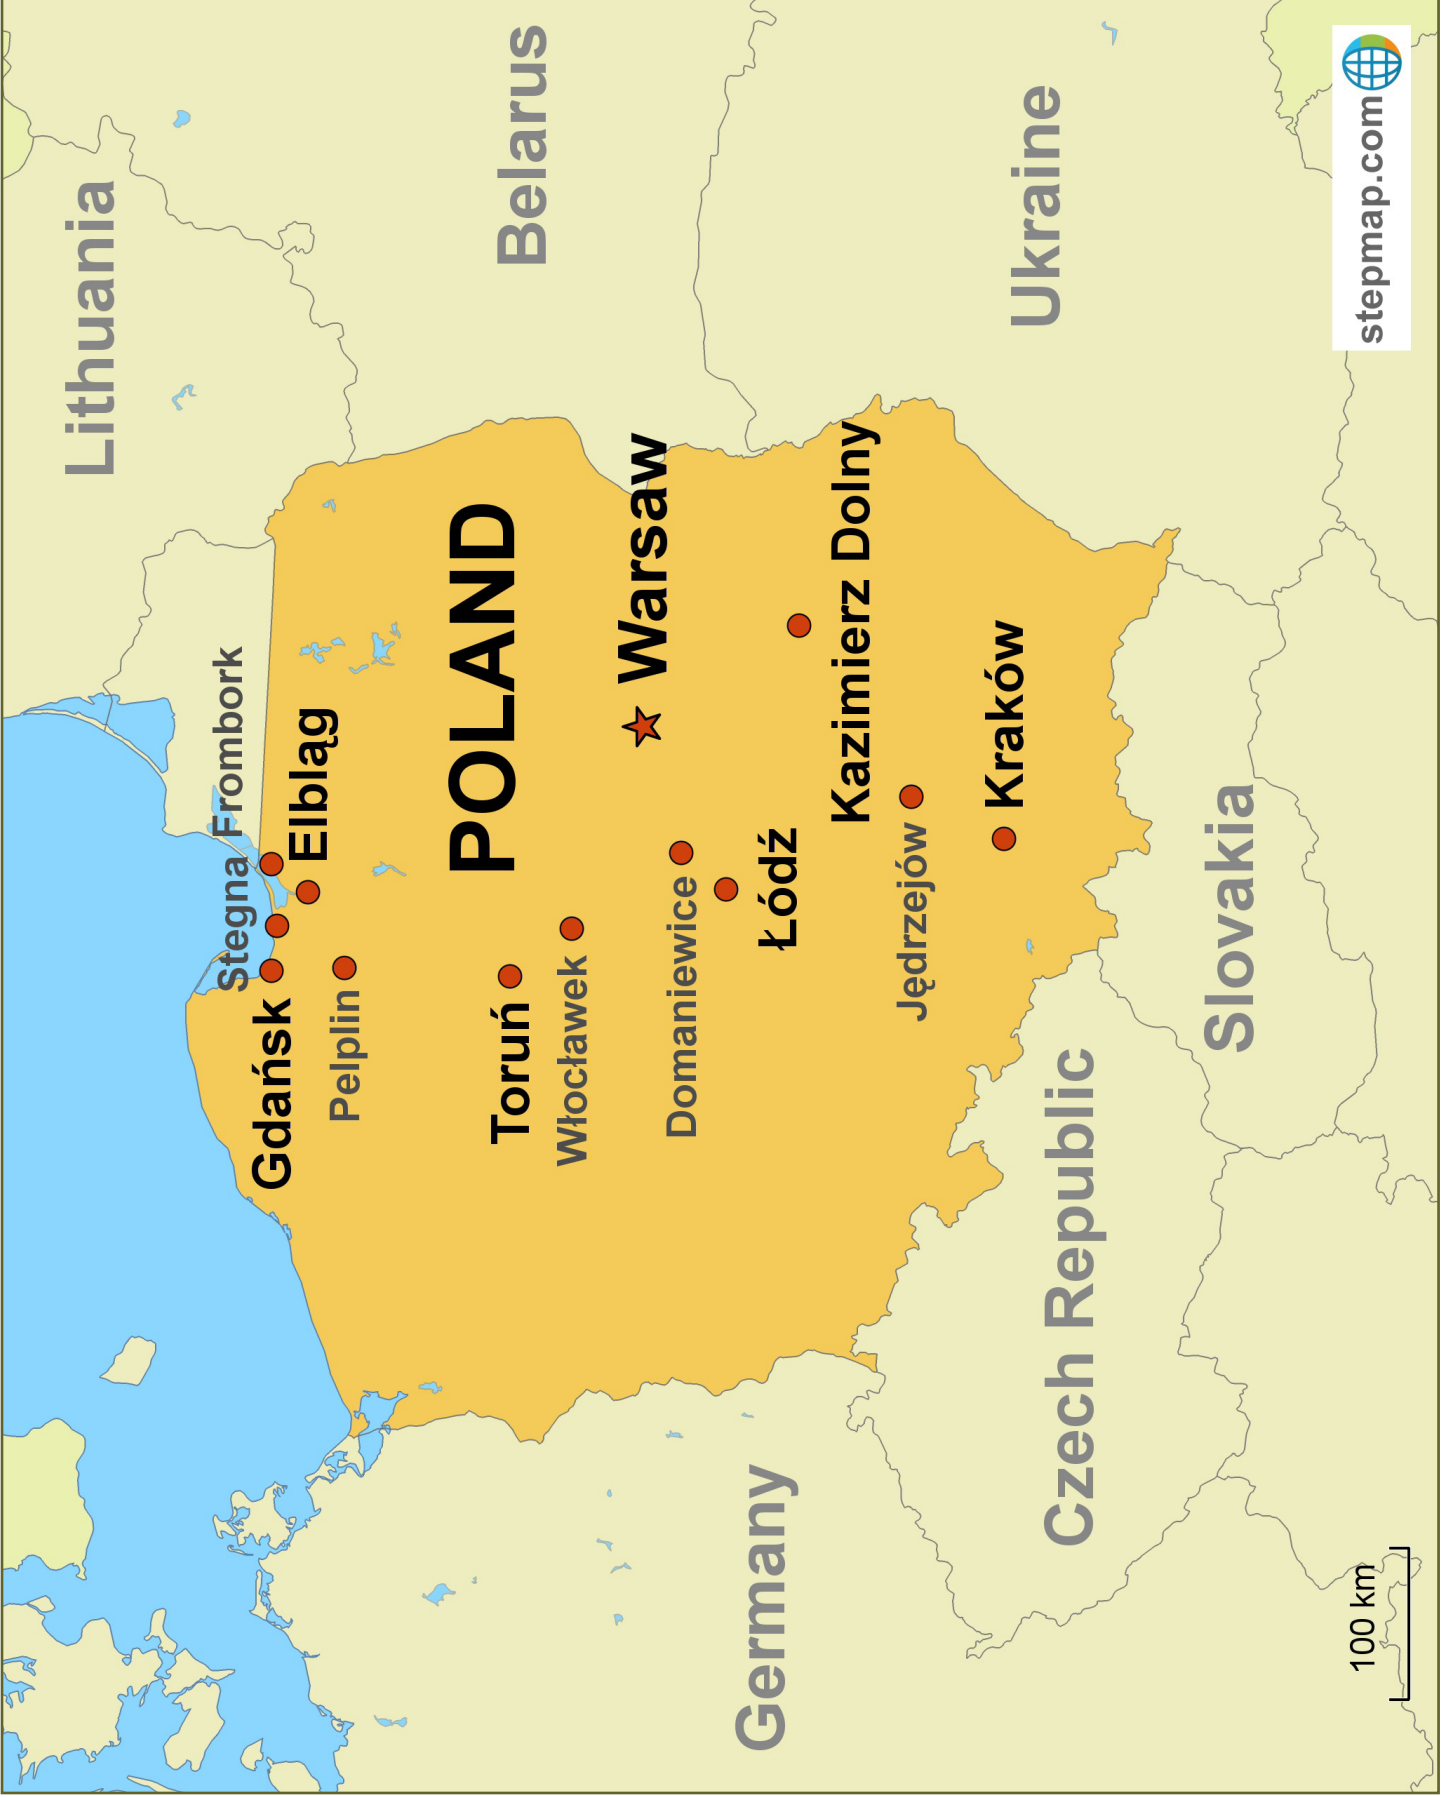 Lithuania
Frombork
Stegna
Gdańsk
Elbląg
Pelplin
Belarus
POLAND
Toruń
Włocławek
Warsaw
Domaniewice
Łódź
Germany
Kazimierz Dolny
Jędrzejów
Kraków
Ukraine
Czech Republic
Slovakia
100 km
stepmap.com